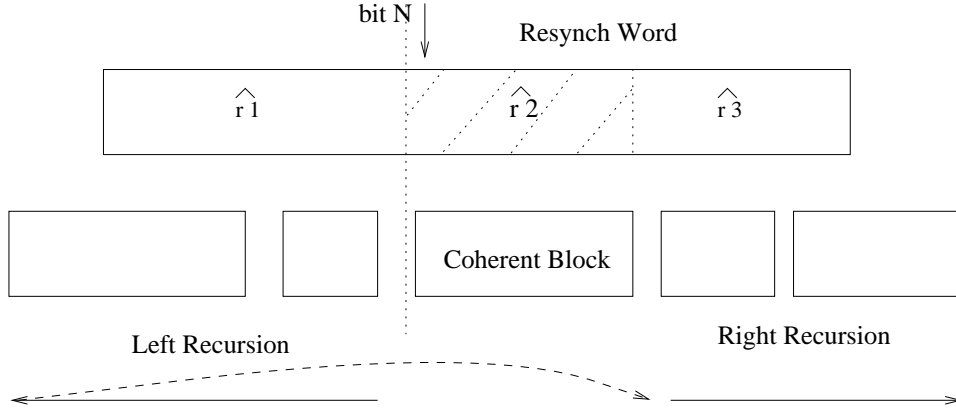 bit N
Resynch Word
r̂ 1
r̂ 2
r̂ 3
Coherent Block
Left Recursion
Right Recursion